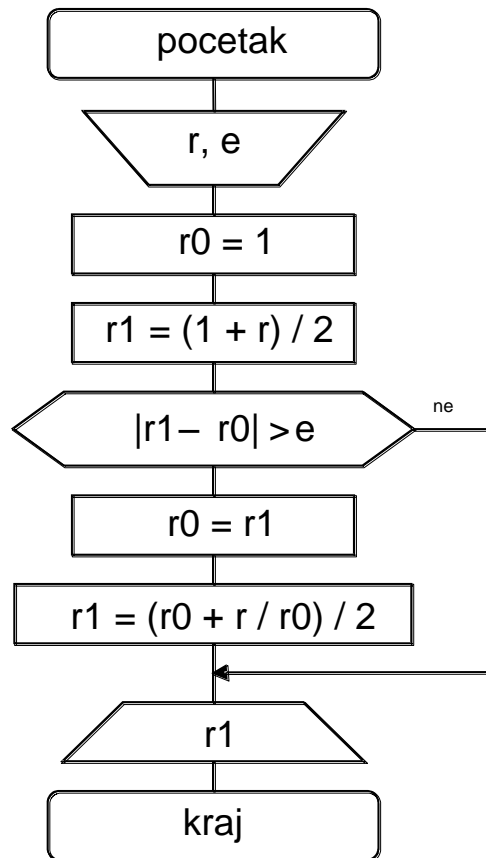 pocetak
r, e
r0 = 1
r1 = (1 + r) / 2
|r1 – r0| > e
ne
r0 = r1
r1 = (r0 + r / r0) / 2
r1
kraj